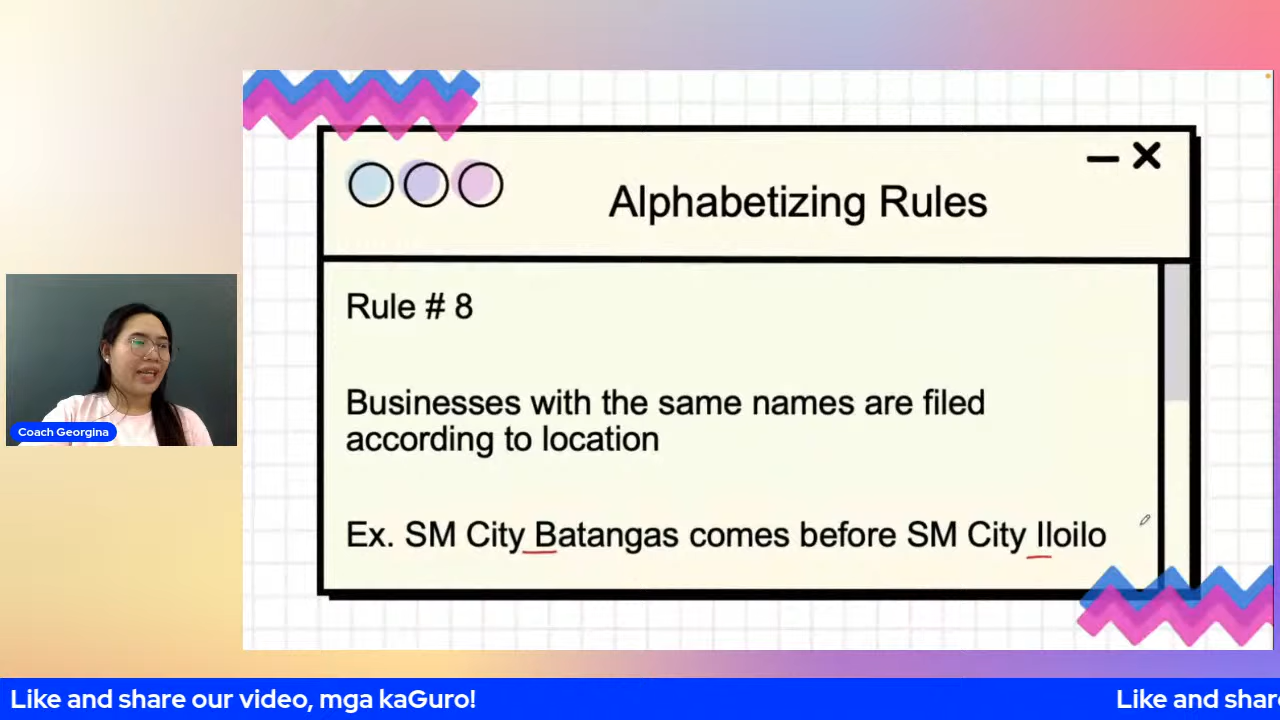 Alphabetizing Rules
Rule # 8
Businesses with the same names are filed
according to location
Ex. SM City Batangas comes before SM City Iloilo
Coach Georgina
Like and share our video, mga kaGuro!
Like and share